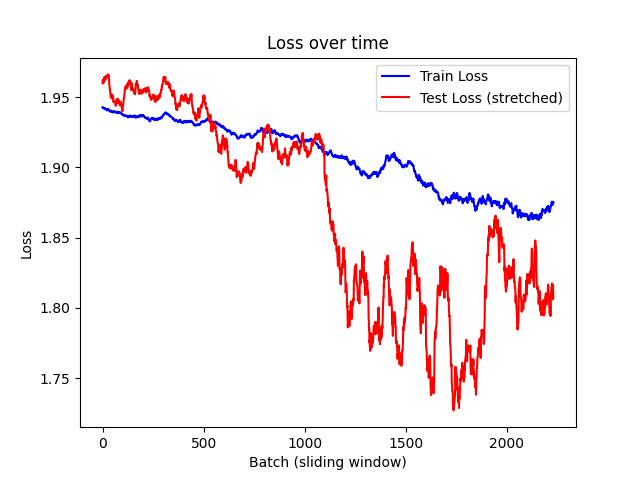 Loss over time
Train Loss
Test Loss (stretched)
1.95
1.90
1.85
1.80
1.75
Loss
0
500
1000
1500
2000
Batch (sliding window)